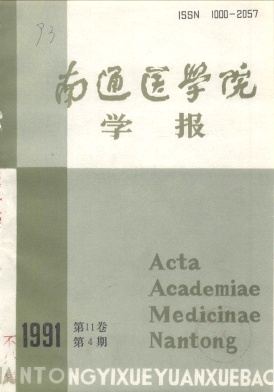 ISSN 1000-2057
93
南通医学院
学报
Acta
Academiae
Medicinae
Nantong
1991
第11卷
第4期
NANTONGYIXUEYUANXUEBAO
不